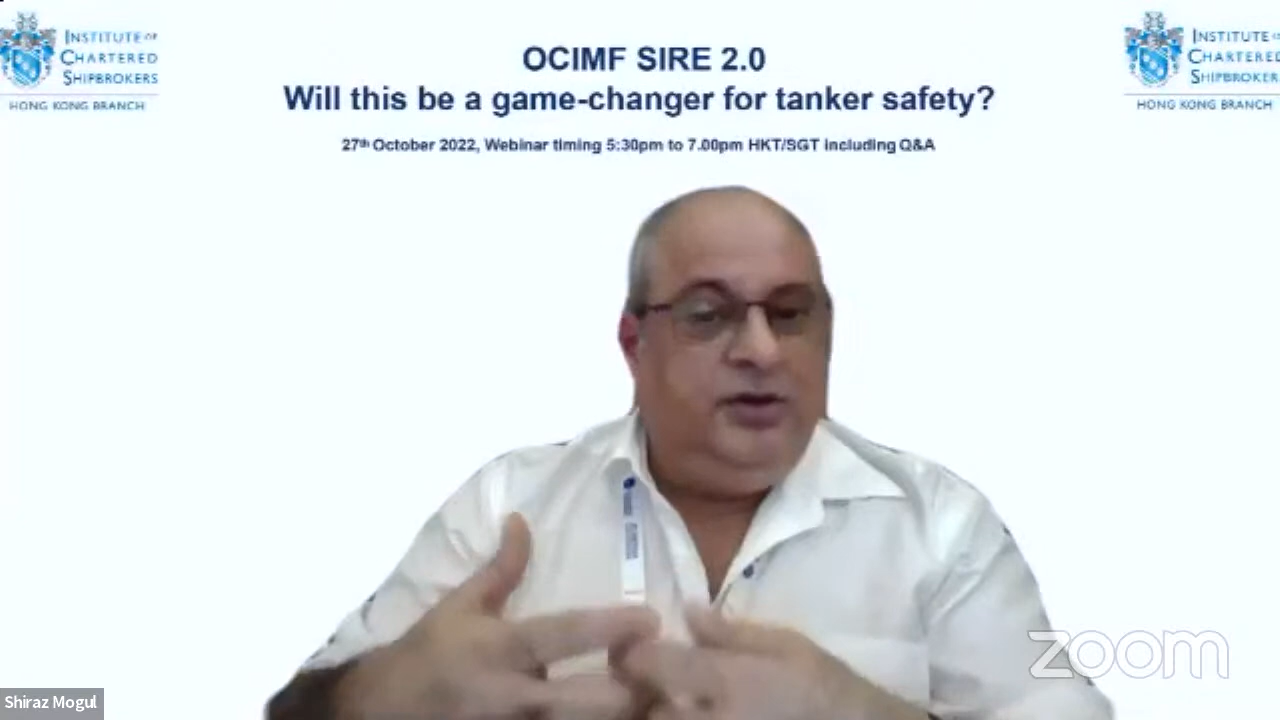 INSTITUTE OF
CHARTERED
SHIPBROKERS
HONG KONG BRANCH
OCIMF SIRE 2.0
Will this be a game-changer for tanker safety?
27th October 2022, Webinar timing 5:30pm to 7.00pm HKT/SGT including Q&A
INSTITUTE O
CHARTERED
SHIPBROKERS
HONG KONG BRANCH
zoom
Shiraz Mogul